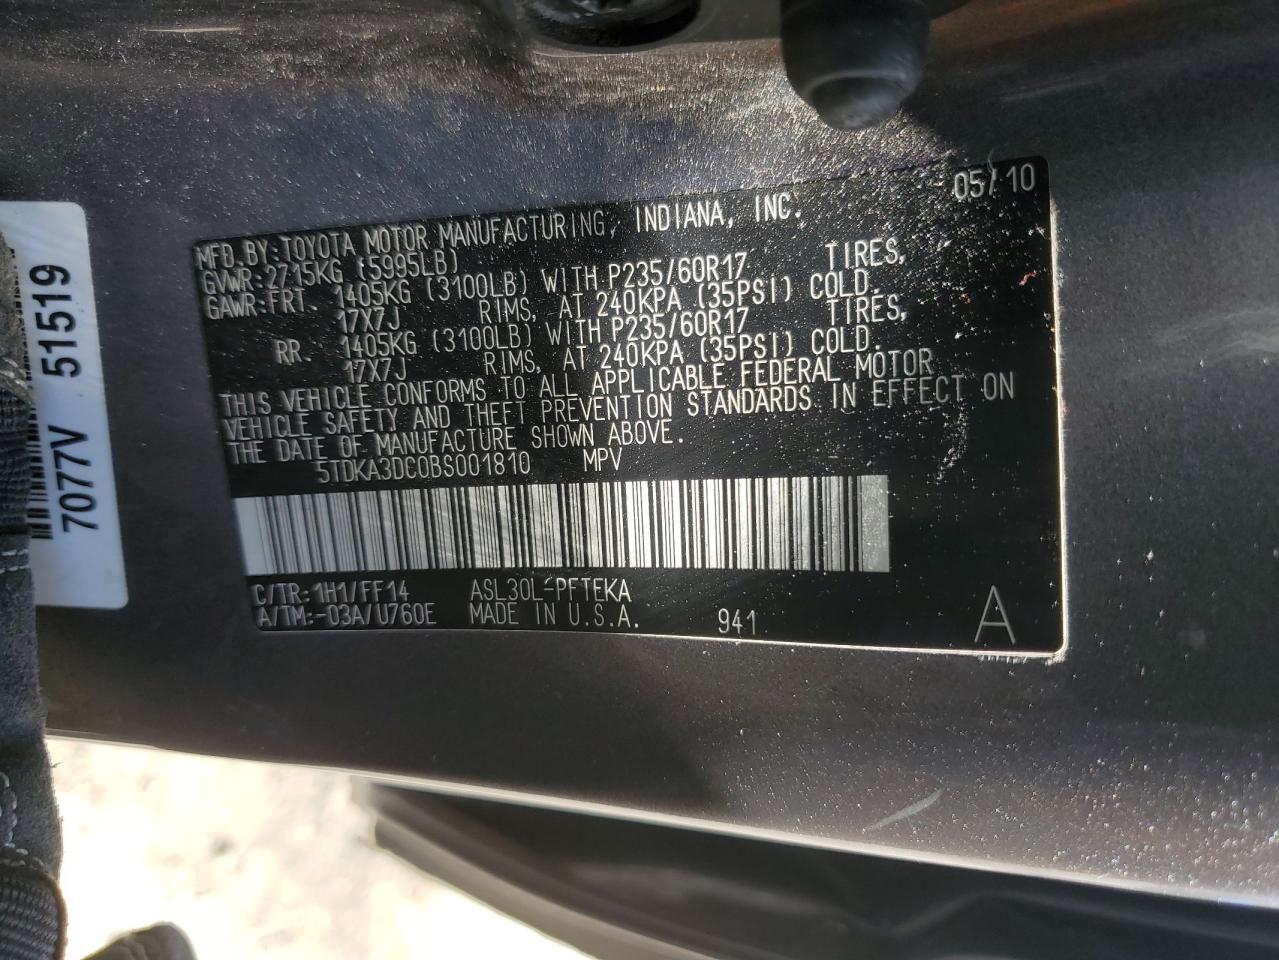 05/10
MFD. BY: TOYOTA MOTOR MANUFACTURING, INDIANA, INC.
GVWR: 2715KG (5995LB)
GAWR: FRT. 1405KG (3100LB) WITH P235/60R17 TIRES,
17X7J RIMS, AT 240KPA (35PSI) COLD.
RR. 1405KG (3100LB) WITH P235/60R17 TIRES,
17X7J RIMS, AT 240KPA (35PSI) COLD.
THIS VEHICLE CONFORMS TO ALL APPLICABLE FEDERAL MOTOR
VEHICLE SAFETY AND THEFT PREVENTION STANDARDS IN EFFECT ON
THE DATE OF MANUFACTURE SHOWN ABOVE.
5TDKA3DC0BS001810 MPV
C/TR: 1H1/FF14 ASL30L-PFTEKA
A/TM: -03A/U760E MADE IN U.S.A. 941 A
7077V 51519